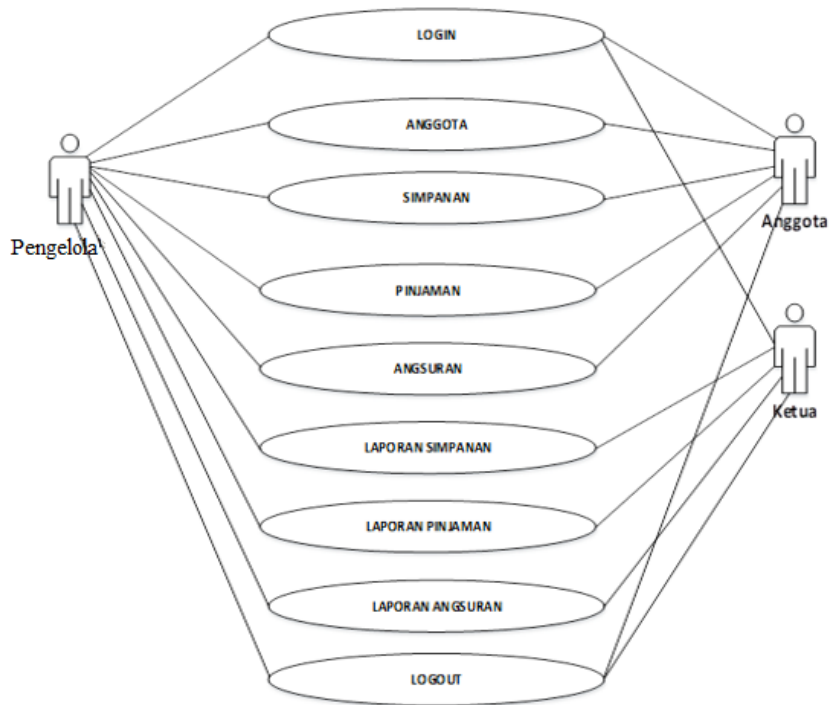 LOGIN
ANGGOTA
SIMPANAN
Anggota
Pengelola
PINJAMAN
ANGSURAN
Ketua
LAPORAN SIMPANAN
LAPORAN PINJAMAN
LAPORAN ANGSURAN
LOGOUT